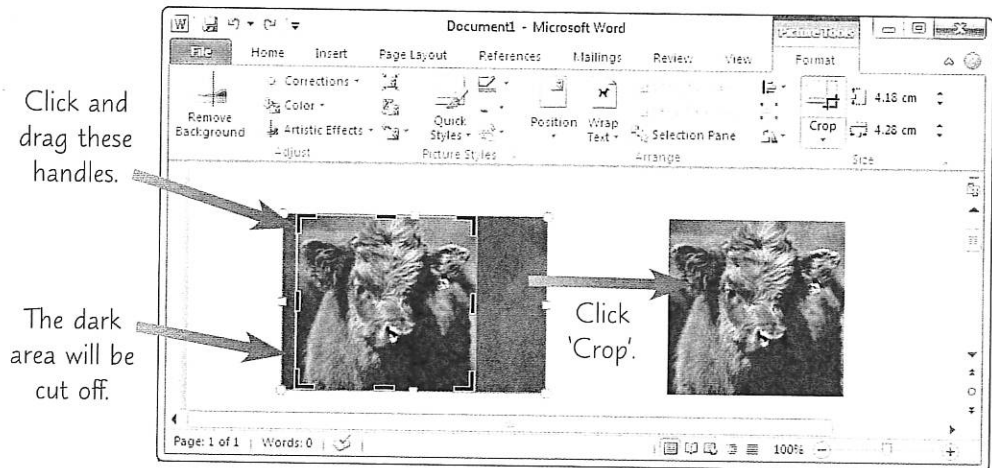 Document1 - Microsoft Word
Picture Tools
File Home Insert Page Layout References Mailings Review View Format
Remove
Background
Corrections
Color
Artistic Effects
Adjust
Quick
Styles
Picture Styles
Position
Wrap
Text
Selection Pane
Arrange
Crop
4.18 cm
4.28 cm
Size
Click and
drag these
handles.
The dark
area will be
cut off.
Click
'Crop'.
Page: 1 of 1 Words: 0
100%